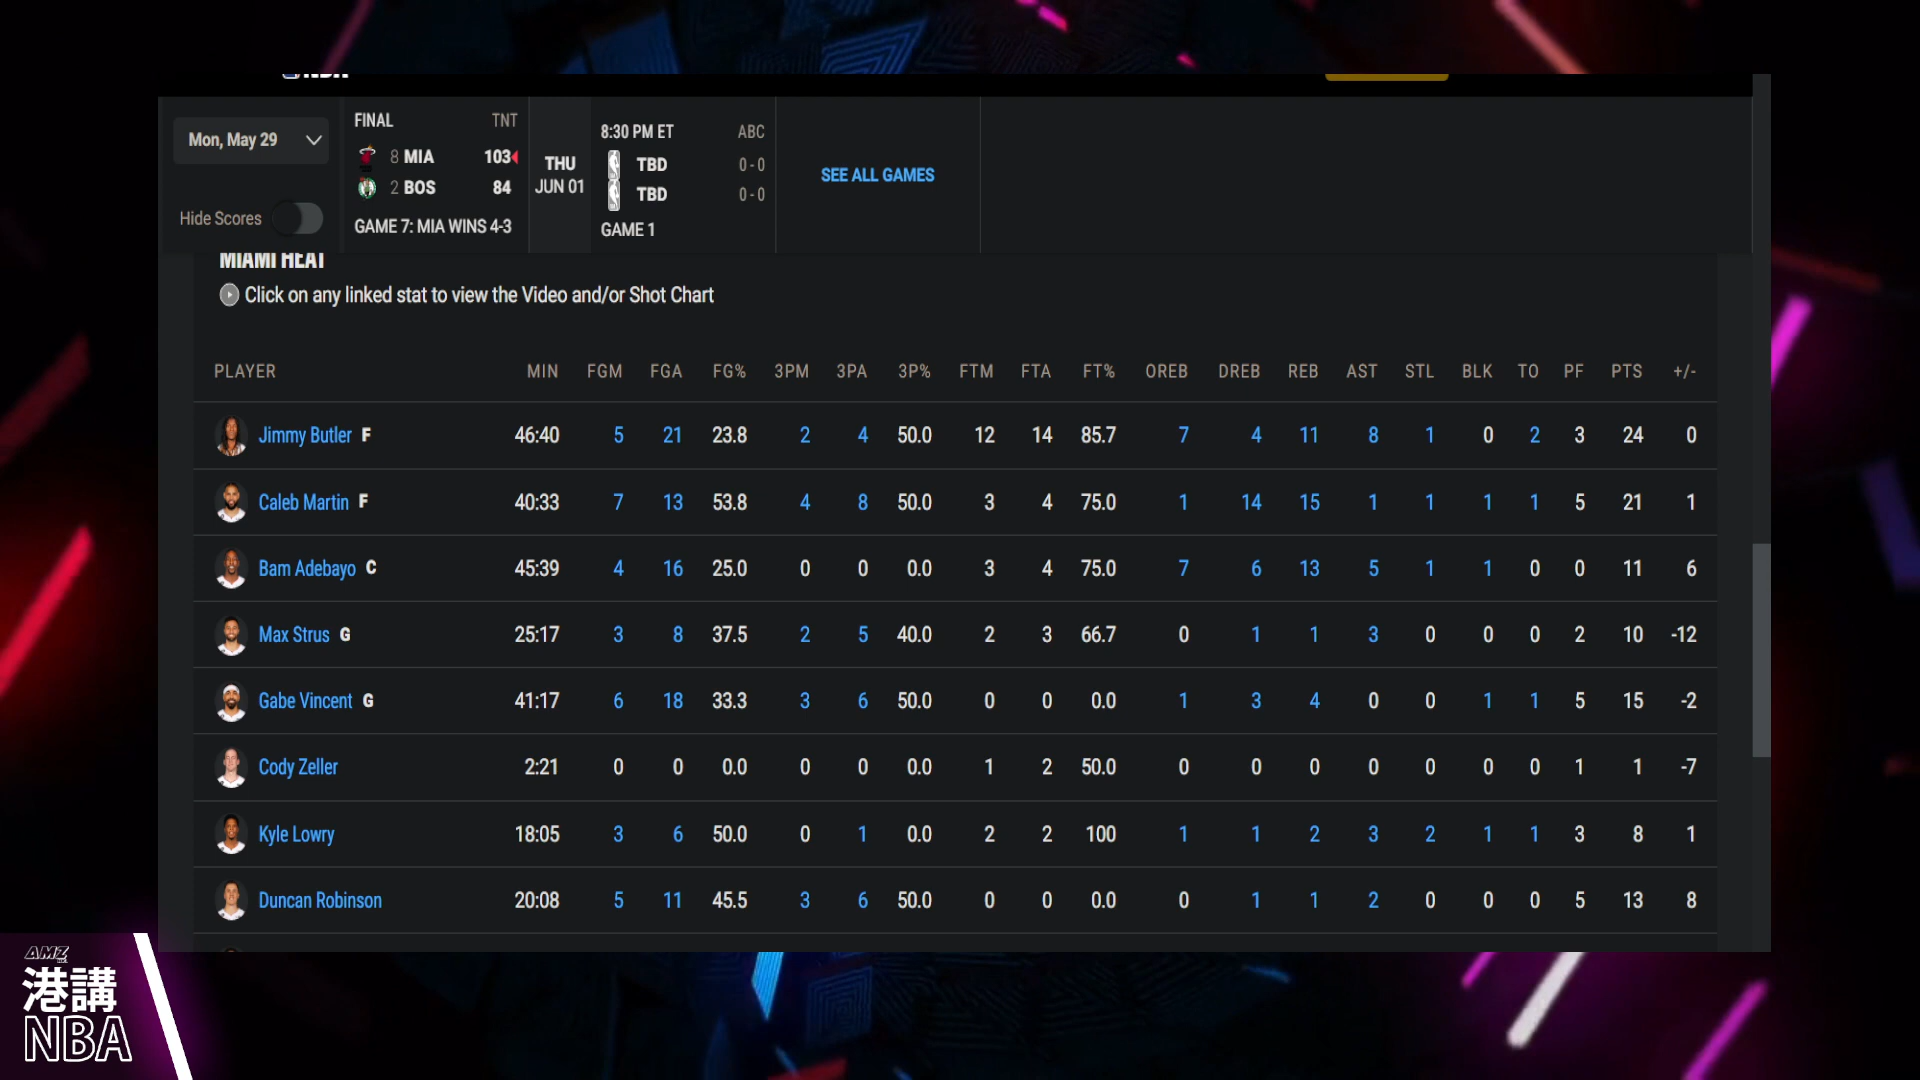 Mon, May 29
Hide Scores
FINAL TNT
8 MIA 103
2 BOS 84
GAME 7: MIA WINS 4-3
THU
JUN 01
8:30 PM ET ABC
TBD 0-0
TBD 0-0
GAME 1
SEE ALL GAMES
MIAMI HEAT
Click on any linked stat to view the Video and/or Shot Chart
PLAYER MIN FGM FGA FG% 3PM 3PA 3P% FTM FTA FT% OREB DREB REB AST STL BLK TO PF PTS +/-
Jimmy Butler F 46:40 5 21 23.8 2 4 50.0 12 14 85.7 7 4 11 8 1 0 2 3 24 0
Caleb Martin F 40:33 7 13 53.8 4 8 50.0 3 4 75.0 1 14 15 1 1 1 1 5 21 1
Bam Adebayo C 45:39 4 16 25.0 0 0 0.0 3 4 75.0 7 6 13 5 1 1 0 0 11 6
Max Strus G 25:17 3 8 37.5 2 5 40.0 2 3 66.7 0 1 1 3 0 0 0 2 10 -12
Gabe Vincent G 41:17 6 18 33.3 3 6 50.0 0 0 0.0 1 3 4 0 0 1 1 5 15 -2
Cody Zeller 2:21 0 0 0.0 0 0 0.0 1 2 50.0 0 0 0 0 0 0 0 1 1 -7
Kyle Lowry 18:05 3 6 50.0 0 1 0.0 2 2 100 1 1 2 3 2 1 1 3 8 1
Duncan Robinson 20:08 5 11 45.5 3 6 50.0 0 0 0.0 0 1 1 2 0 0 0 5 13 8
AMZ
港講
NBA